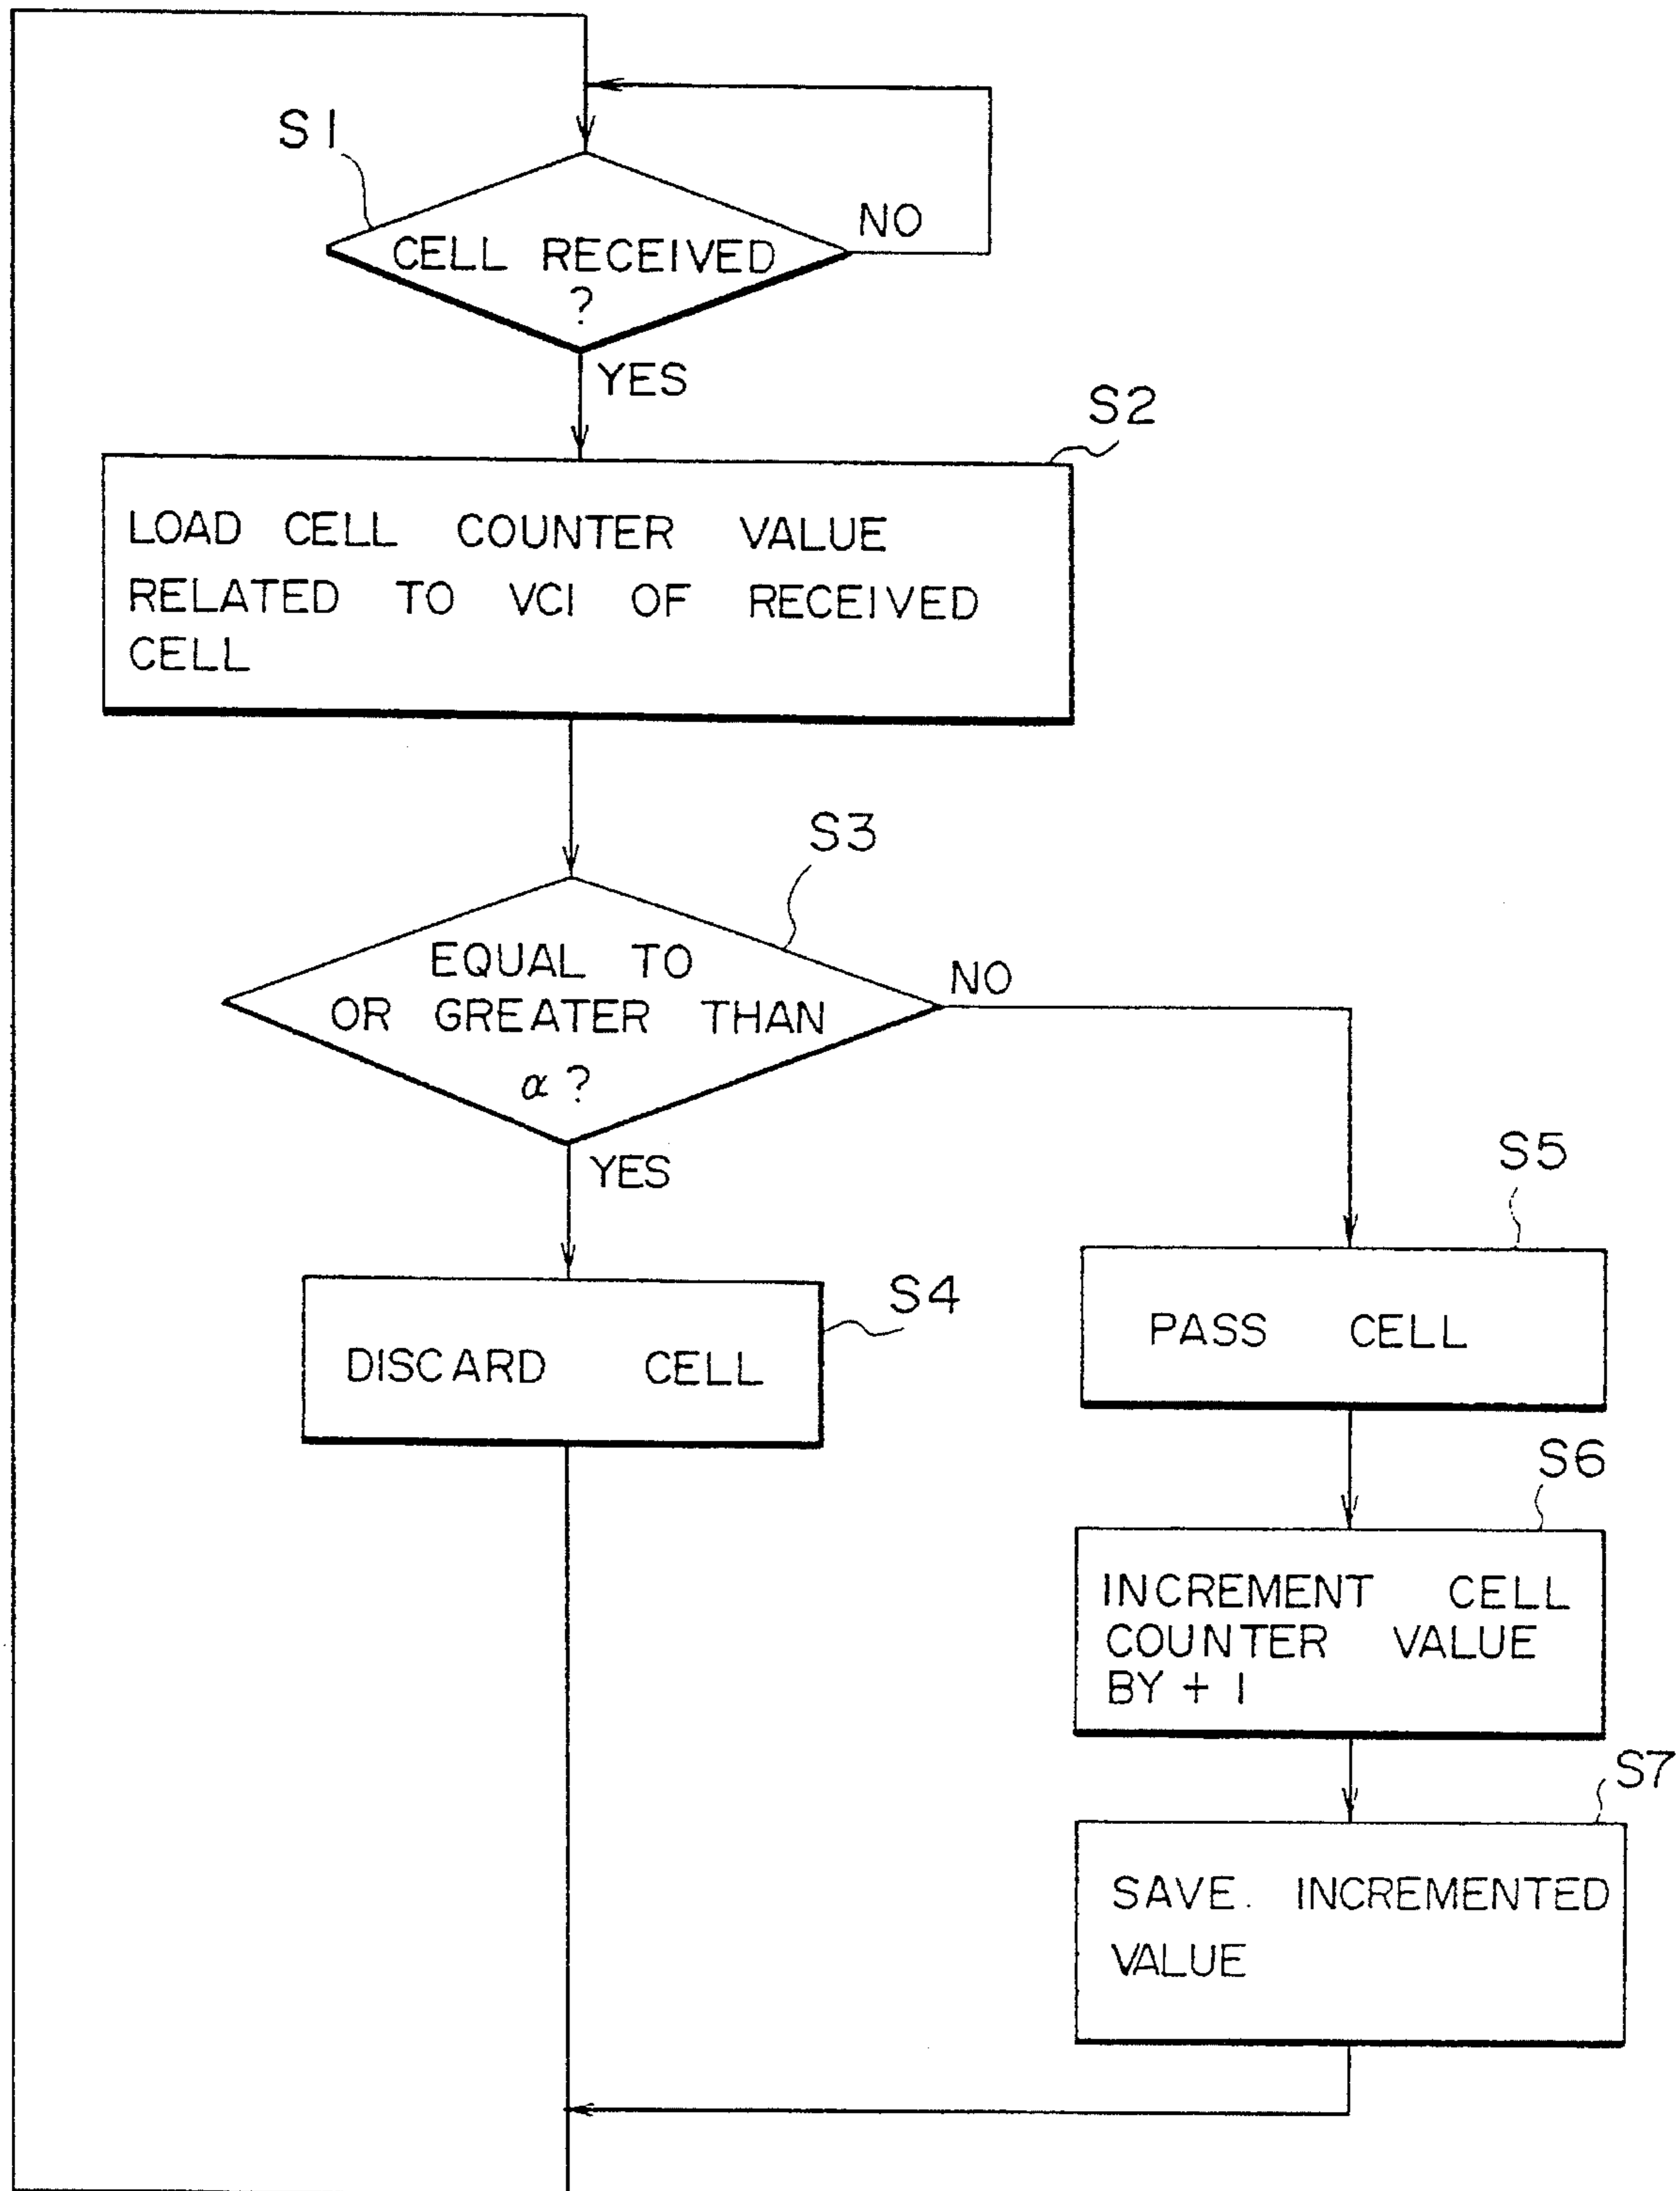 S1
CELL RECEIVED
?
NO
YES
S2
LOAD CELL COUNTER VALUE
RELATED TO VCI OF RECEIVED
CELL
S3
EQUAL TO
OR GREATER THAN
α ?
NO
YES
S4
DISCARD CELL
S5
PASS CELL
S6
INCREMENT CELL
COUNTER VALUE
BY + 1
S7
SAVE. INCREMENTED
VALUE